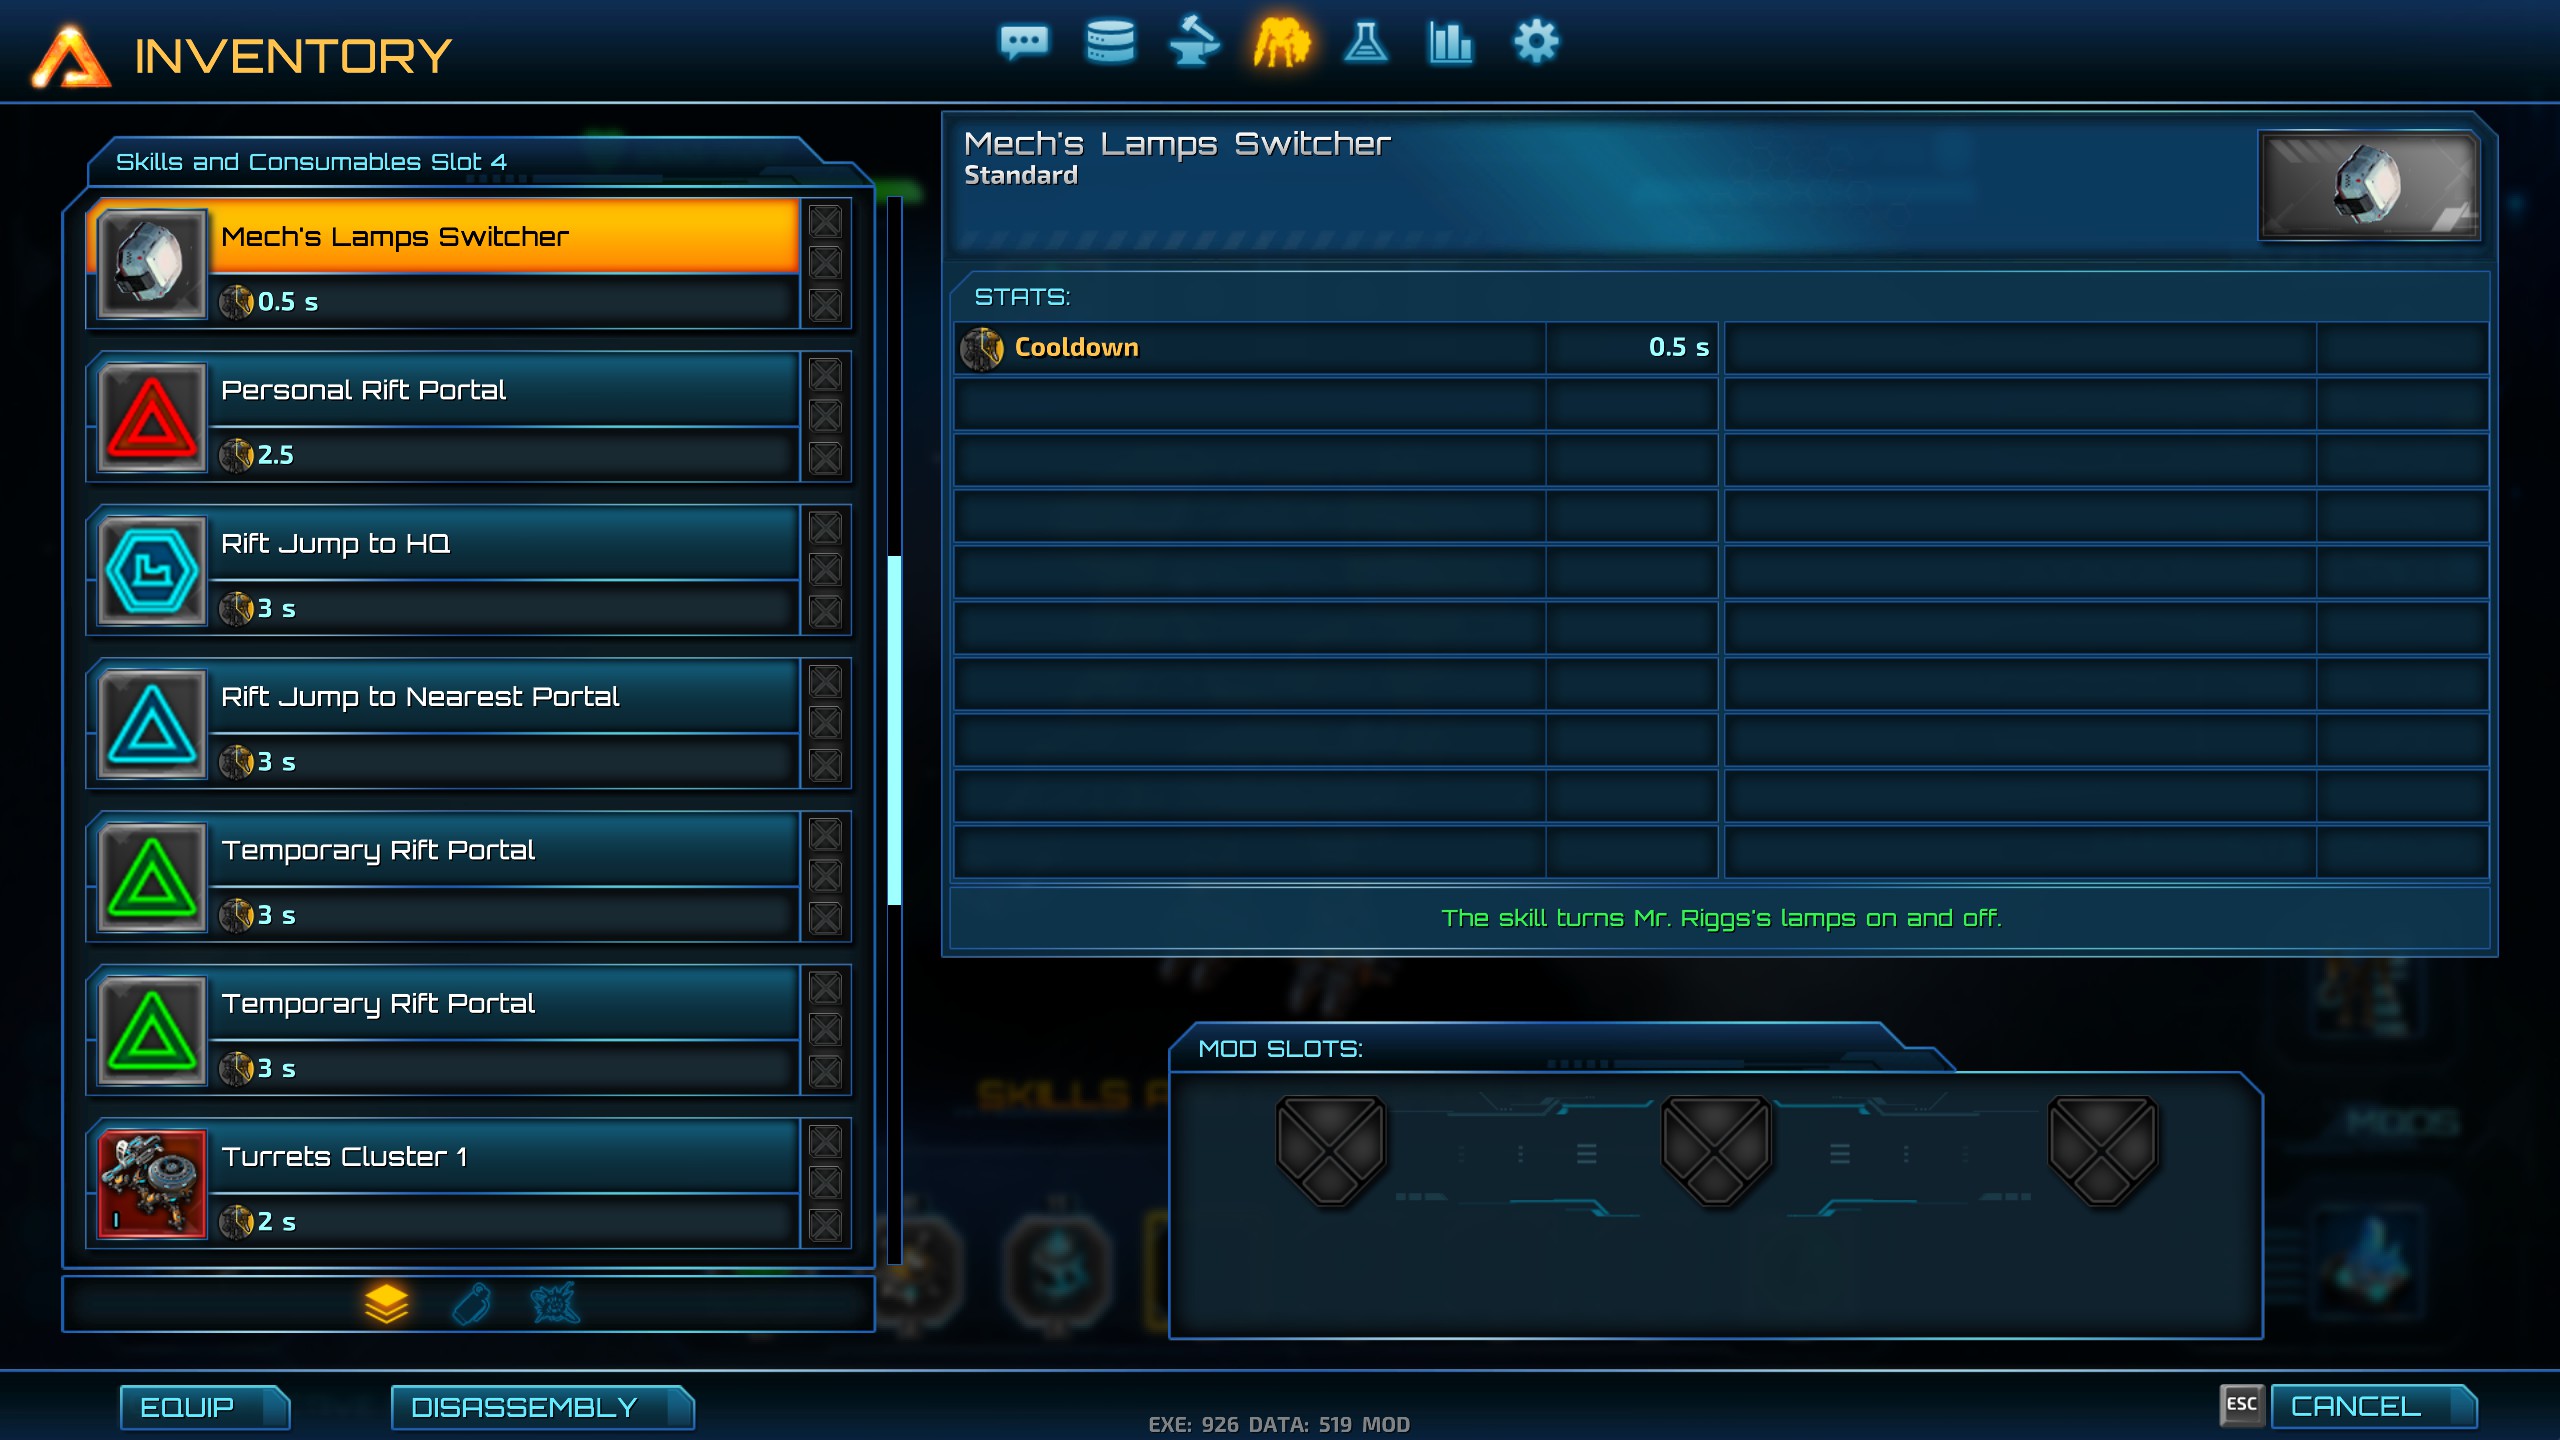 INVENTORY
Skills and Consumables Slot 4
Mech's Lamps Switcher
0.5 s
Personal Rift Portal
2.5
Rift Jump to HQ
3 s
Rift Jump to Nearest Portal
3 s
Temporary Rift Portal
3 s
Temporary Rift Portal
3 s
Turrets Cluster 1
I
2 s
Mech's Lamps Switcher
Standard
STATS:
Cooldown 0.5 s
The skill turns Mr. Riggs's lamps on and off.
SKILLS
MODS
MOD SLOTS:
EQUIP
DISASSEMBLY
EXE: 926 DATA: 519 MOD
ESC
CANCEL